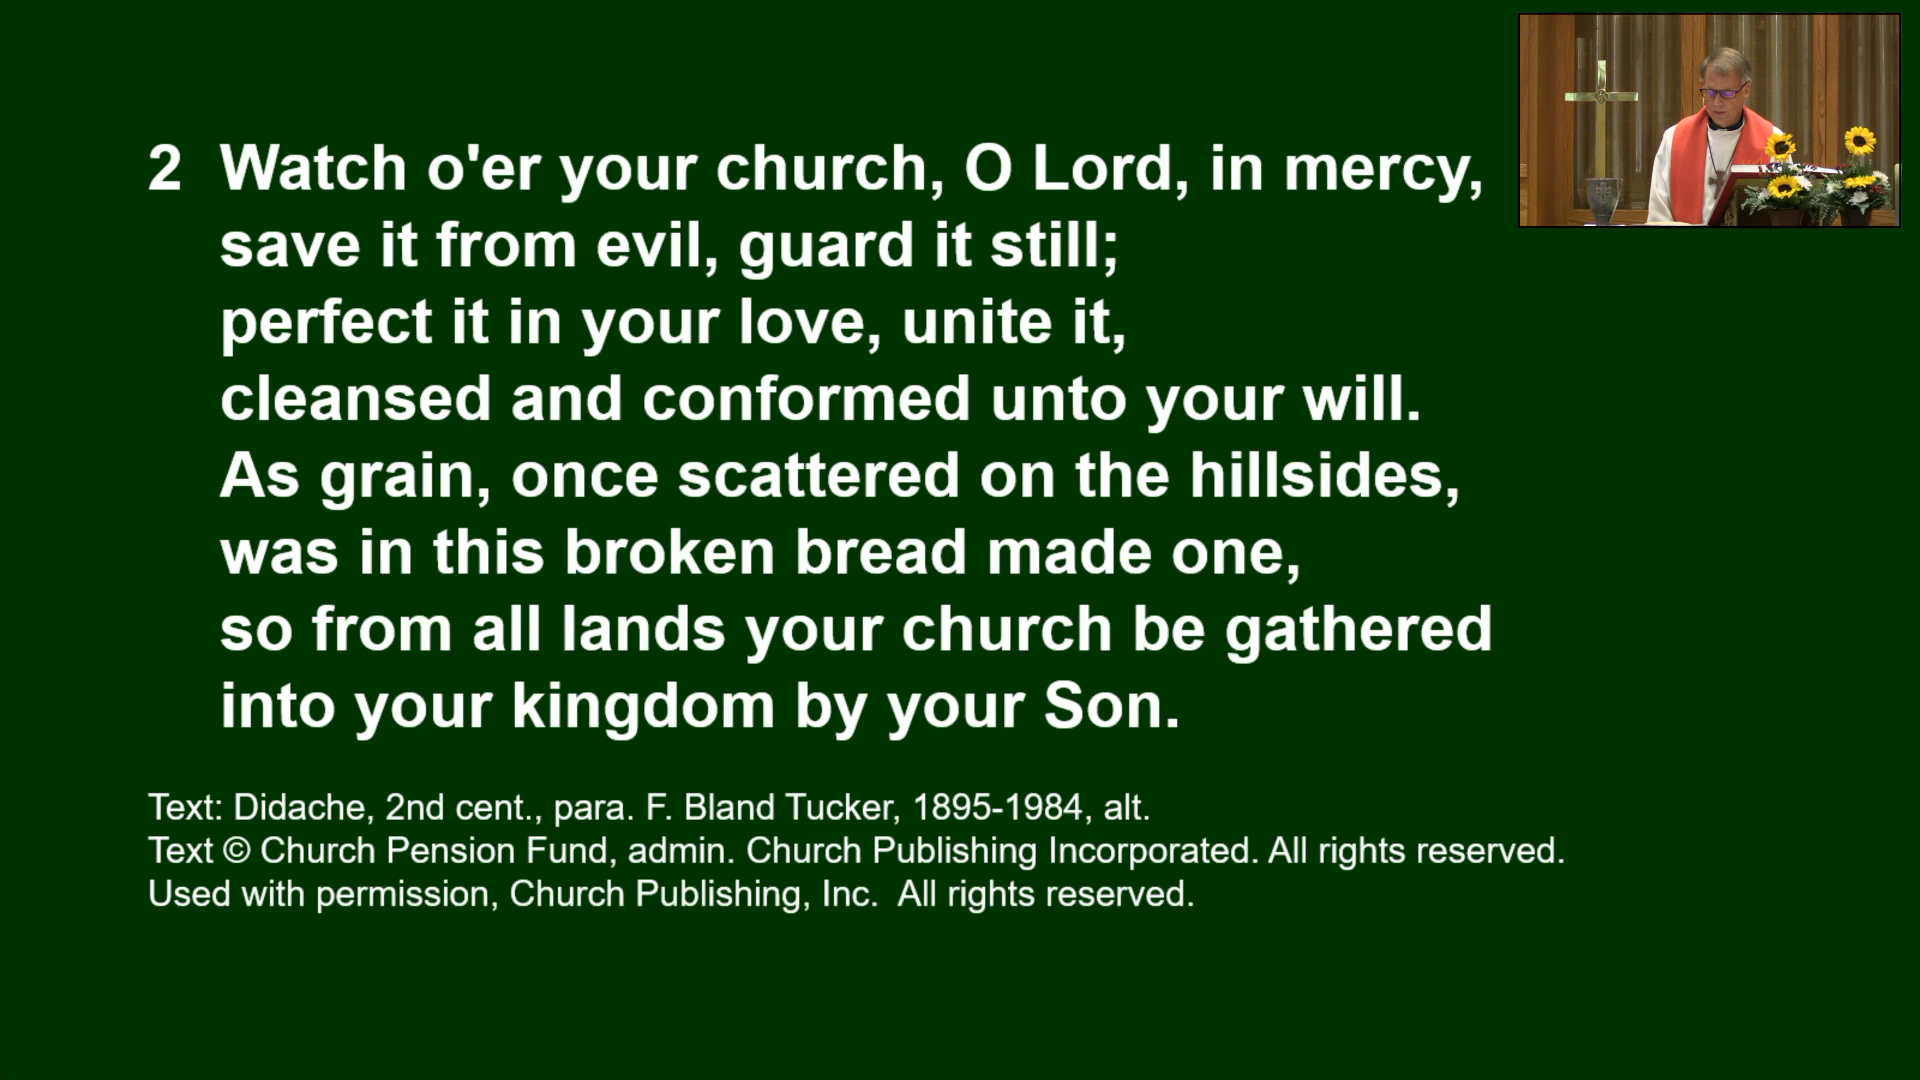 2 Watch o'er your church, O Lord, in mercy,
save it from evil, guard it still;
perfect it in your love, unite it,
cleansed and conformed unto your will.
As grain, once scattered on the hillsides,
was in this broken bread made one,
so from all lands your church be gathered
into your kingdom by your Son.
Text: Didache, 2nd cent., para. F. Bland Tucker, 1895-1984, alt.
Text © Church Pension Fund, admin. Church Publishing Incorporated. All rights reserved.
Used with permission, Church Publishing, Inc.  All rights reserved.